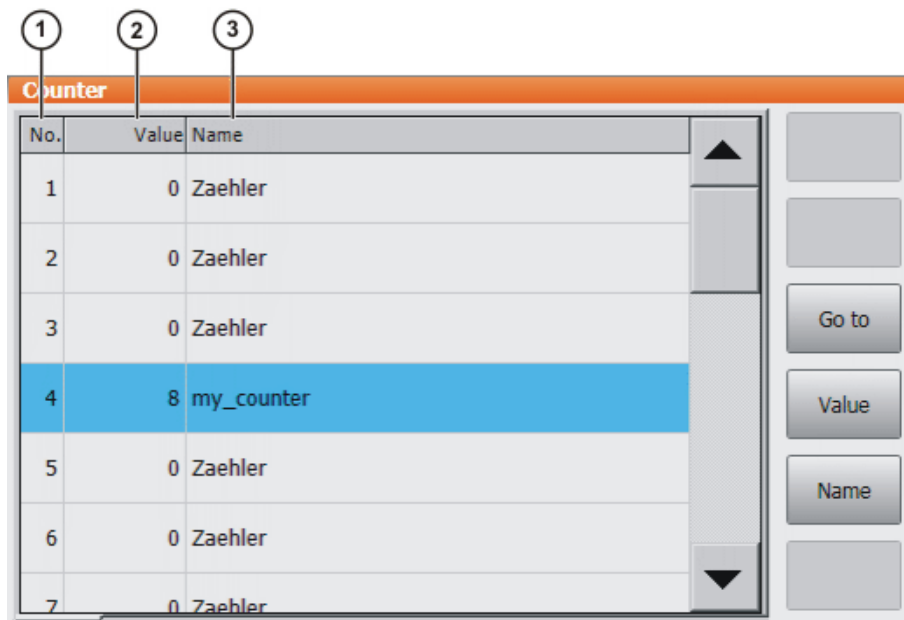 1 2 3
Counter
No. Value Name
1 0 Zaehler
2 0 Zaehler
3 0 Zaehler
Go to
4 8 my_counter
Value
5 0 Zaehler
Name
6 0 Zaehler
7 0 Zaehler